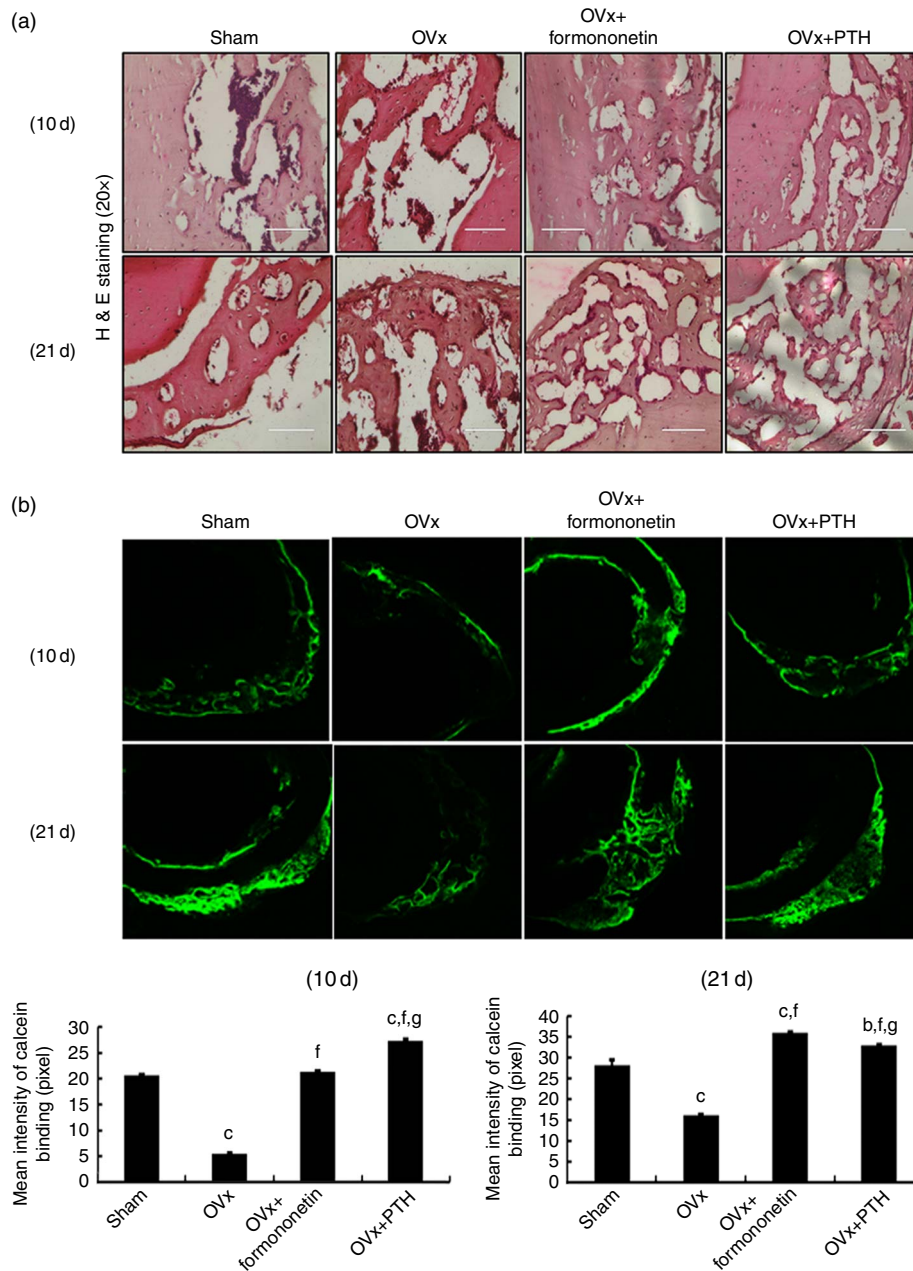 (a)
Sham
OVx
OVx+
formononetin
OVx+PTH
(10 d)
H & E staining (20×)
(21 d)
(b)
Sham
OVx
OVx+
formononetin
OVx+PTH
(10 d)
(21 d)
(10 d)
Mean intensity of calcein
binding (pixel)
30
25
20
15
10
5
0
c
f
c,f,g
Sham
OVx
OVx+
formononetin
OVx+PTH
(21 d)
Mean intensity of calcein
binding (pixel)
40
35
30
25
20
15
10
5
0
c
c,f
b,f,g
Sham
OVx
OVx+
formononetin
OVx+PTH